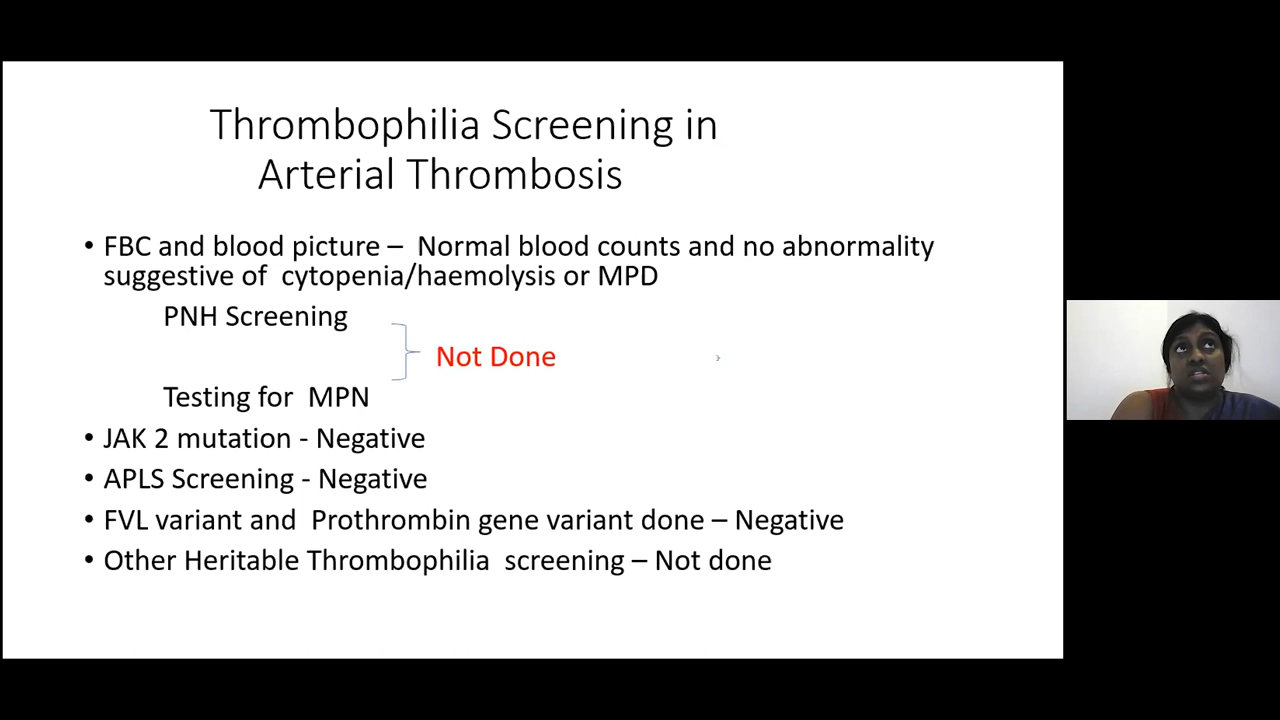 Thrombophilia Screening in
Arterial Thrombosis
• FBC and blood picture – Normal blood counts and no abnormality
suggestive of cytopenia/haemolysis or MPD
PNH Screening
Not Done
Testing for MPN
• JAK 2 mutation - Negative
• APLS Screening - Negative
• FVL variant and Prothrombin gene variant done – Negative
• Other Heritable Thrombophilia screening – Not done